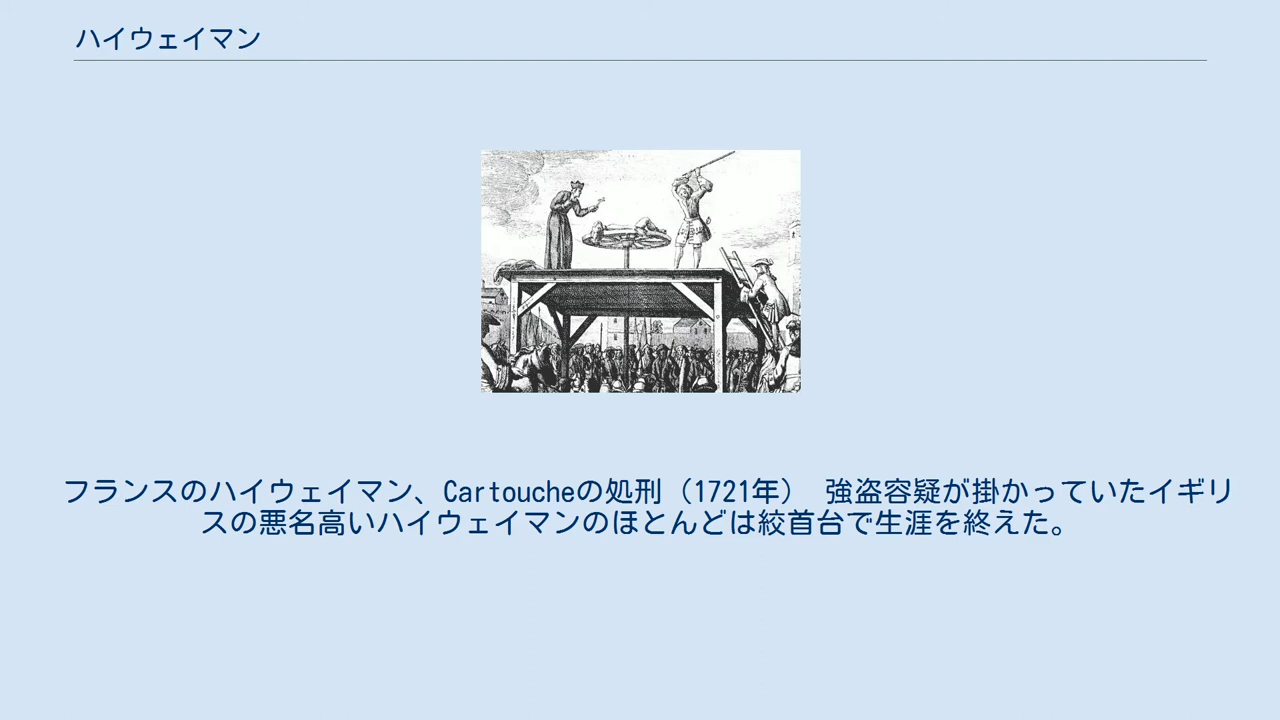 ハイウェイマン
フランスのハイウェイマン、Cartoucheの処刑（1721年） 強盗容疑が掛かっていたイギリ
スの悪名高いハイウェイマンのほとんどは絞首台で生涯を終えた。